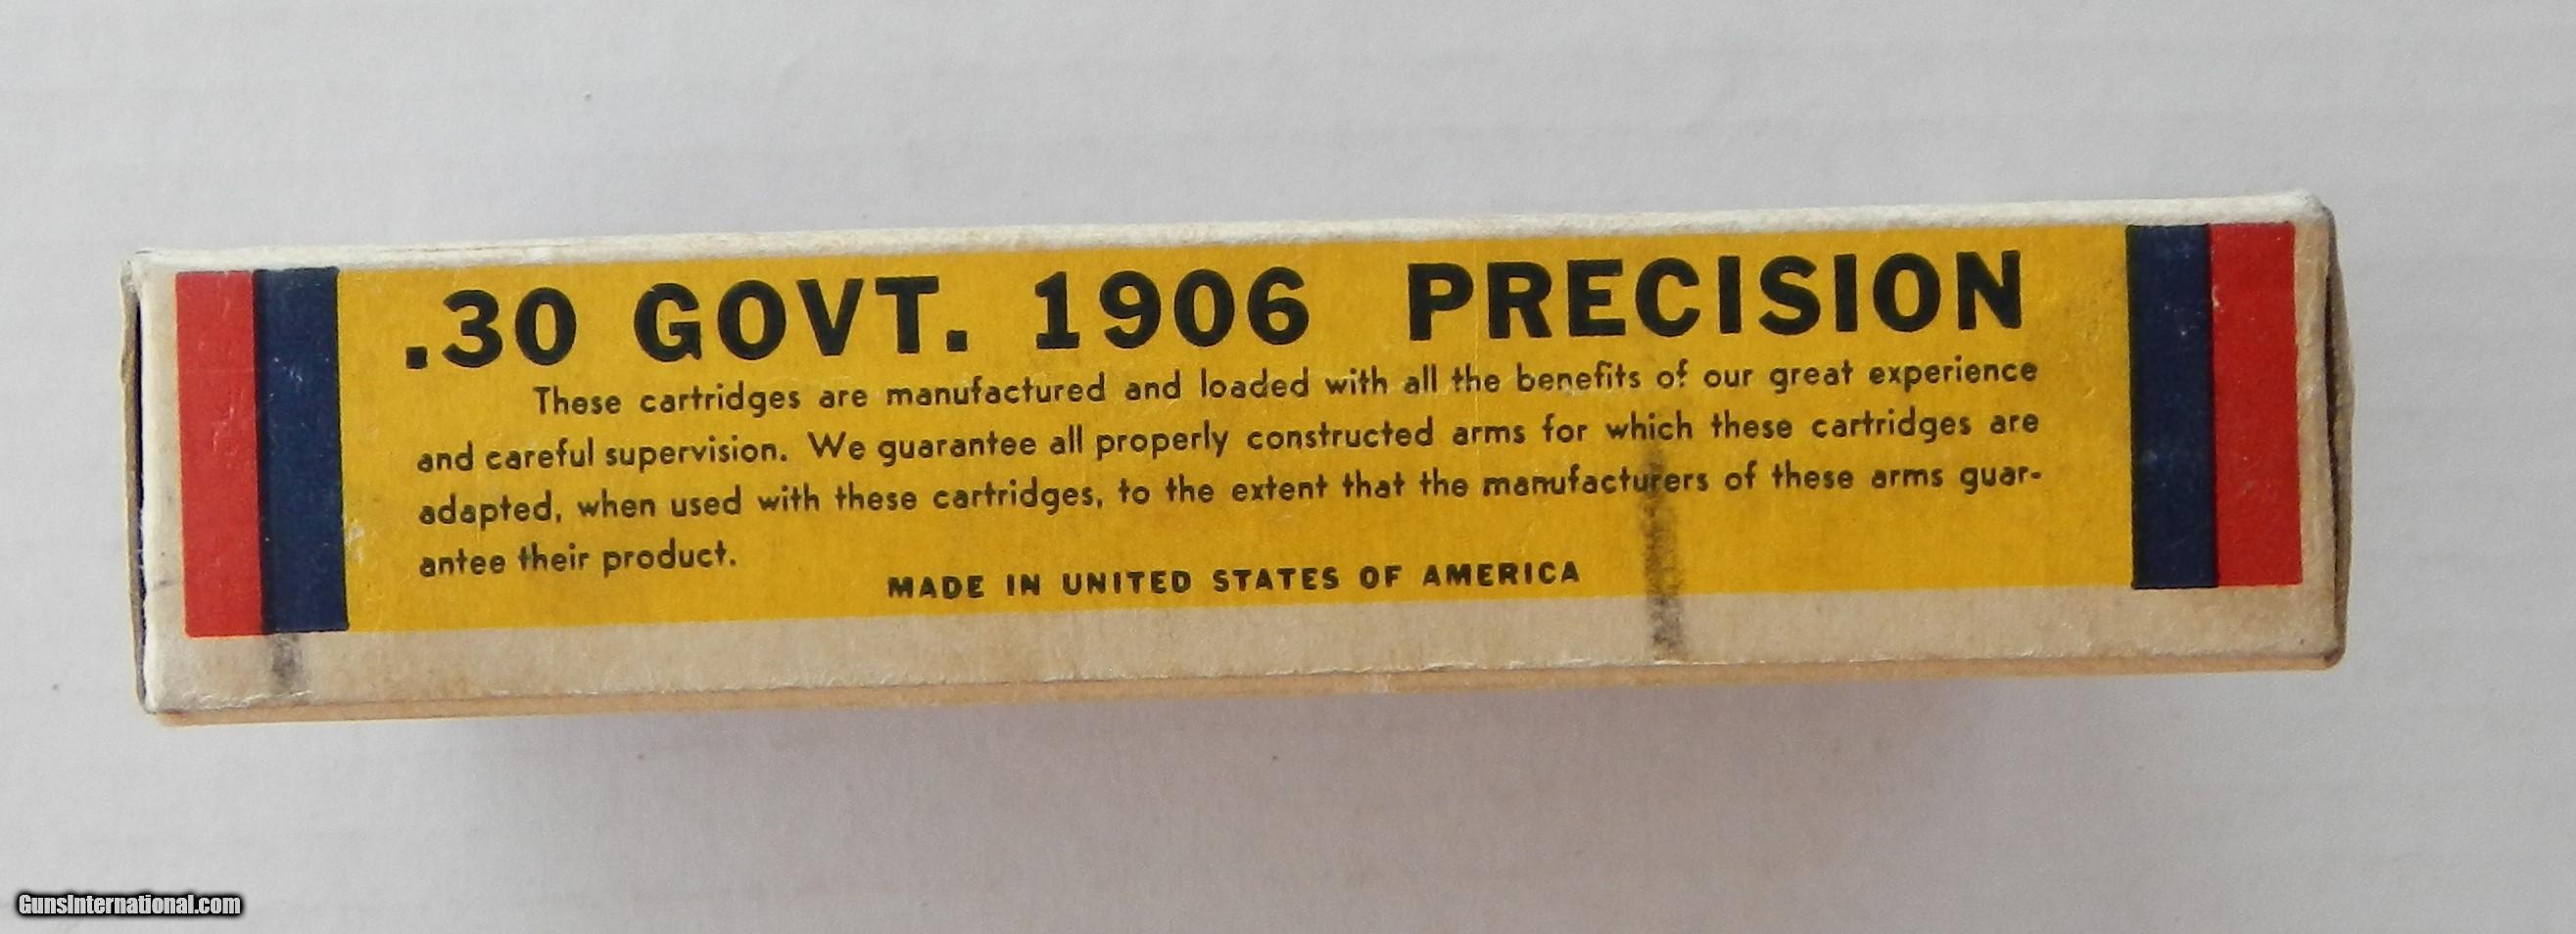 .30 GOVT. 1906 PRECISION
These cartridges are manufactured and loaded with all the benefits of our great experience
and careful supervision. We guarantee all properly constructed arms for which these cartridges are
adapted, when used with these cartridges, to the extent that the manufacturers of these arms guar-
antee their product.
MADE IN UNITED STATES OF AMERICA
GunsInternational.com